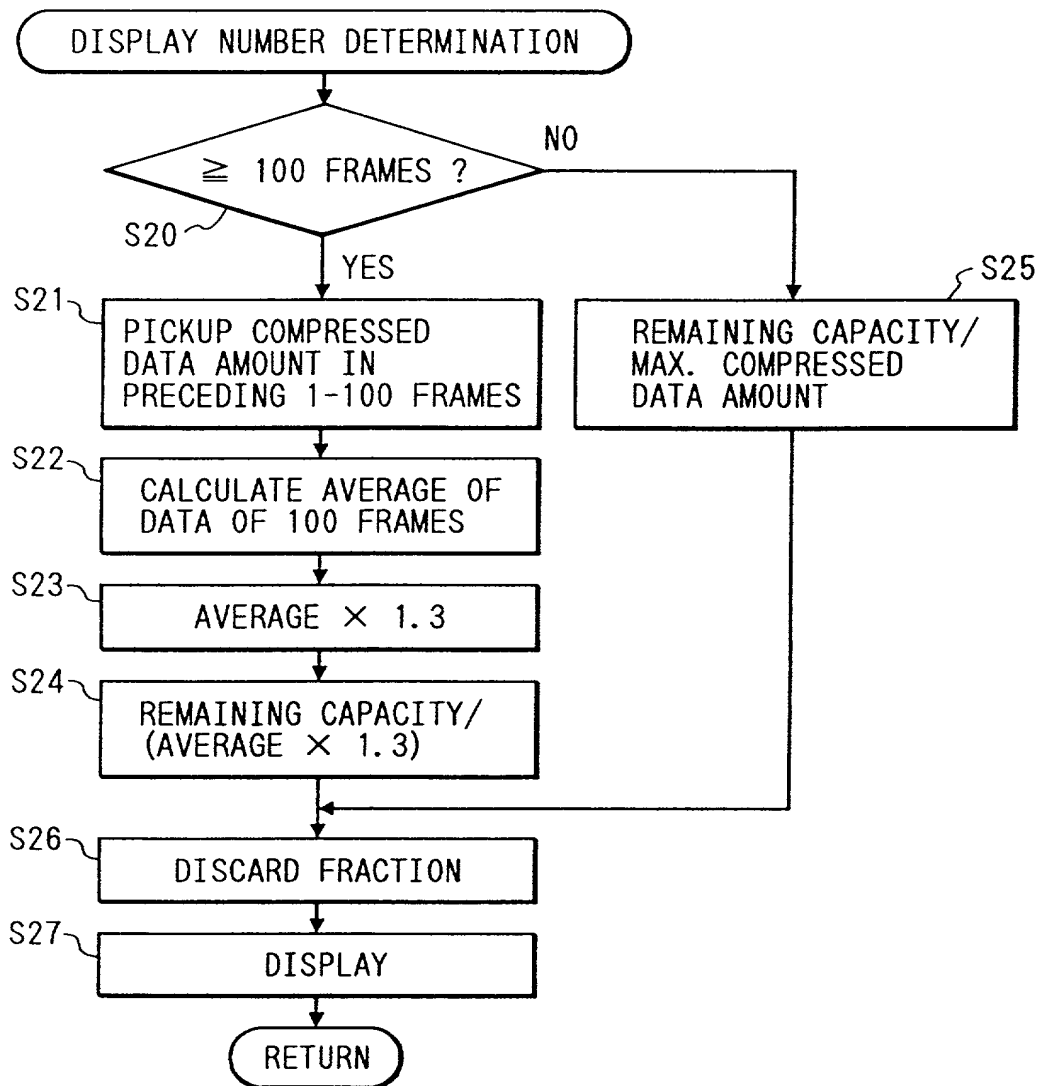 DISPLAY NUMBER DETERMINATION
≧ 100 FRAMES ?
NO
S20
YES
S21
PICKUP COMPRESSED
DATA AMOUNT IN
PRECEDING 1-100 FRAMES
S25
REMAINING CAPACITY/
MAX. COMPRESSED
DATA AMOUNT
S22
CALCULATE AVERAGE OF
DATA OF 100 FRAMES
S23
AVERAGE × 1.3
S24
REMAINING CAPACITY/
(AVERAGE × 1.3)
S26
DISCARD FRACTION
S27
DISPLAY
RETURN